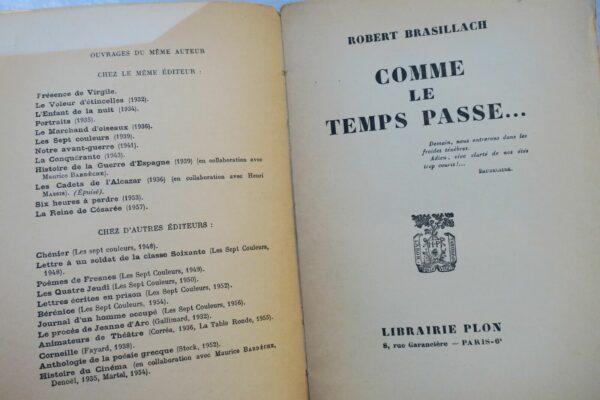 OUVRAGES DU MÊME AUTEUR
CHEZ LE MÊME ÉDITEUR :
Présence de Virgile.
Le Voleur d'étincelles (1932).
L'Enfant de la nuit (1934).
Portraits (1935).
Le Marchand d'oiseaux (1936).
Les Sept couleurs (1939).
Notre avant-guerre (1941).
La Conquérante (1943).
Histoire de la Guerre d'Espagne (1939) (en collaboration avec
Maurice BARDÈCHE).
Les Cadets de l'Alcazar (1936) (en collaboration avec Henri
MASSIS). (Épuisé).
Six heures à perdre (1953).
La Reine de Césarée (1957).
CHEZ D'AUTRES ÉDITEURS :
Chénier (Les sept couleurs, 1948).
Lettre à un soldat de la classe Soixante (Les Sept Couleurs,
1948).
Poèmes de Fresnes (Les Sept Couleurs, 1949).
Les Quatre Jeudi (Les Sept Couleurs, 1950).
Lettres écrites en prison (Les Sept Couleurs, 1952).
Bérénice (Les Sept Couleurs, 1954).
Journal d'un homme occupé (Les Sept Couleurs, 1956).
Le procès de Jeanne d'Arc (Gallimard, 1932).
Animateurs de Théâtre (Corréa, 1936, La Table Ronde, 1955).
Corneille (Fayard, 1938).
Anthologie de la poésie grecque (Stock, 1952).
Histoire du Cinéma (en collaboration avec Maurice BARDÈCHE,
Denoël, 1935, Martel, 1954).
ROBERT BRASILLACH
COMME
LE
TEMPS PASSE...
Demain, nous entrerons dans les
froides ténèbres.
Adieu, vive clarté de nos étés
trop courts!...
BAUDELAIRE.
LIBRAIRIE PLON
8, rue Garancière — PARIS-6e